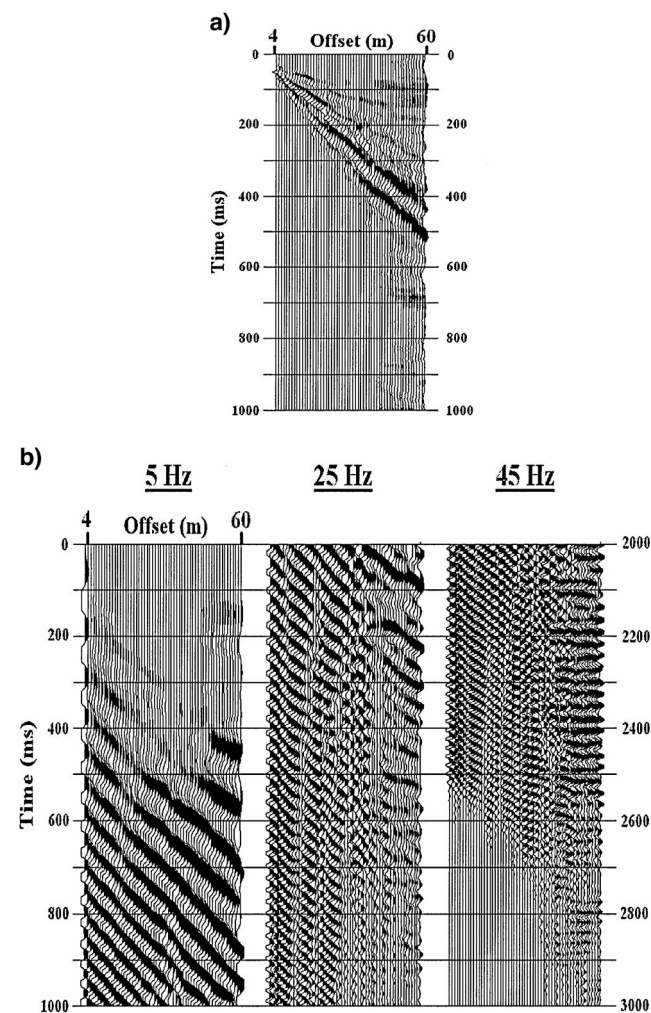 a)
4 Offset (m) 60
0 0
200 200
400 400
Time (ms)
600 600
800 800
1000 1000
b)
5 Hz 25 Hz 45 Hz
4 Offset (m) 60
0 2000
200 2200
400 2400
Time (ms)
600 2600
800 2800
1000 3000